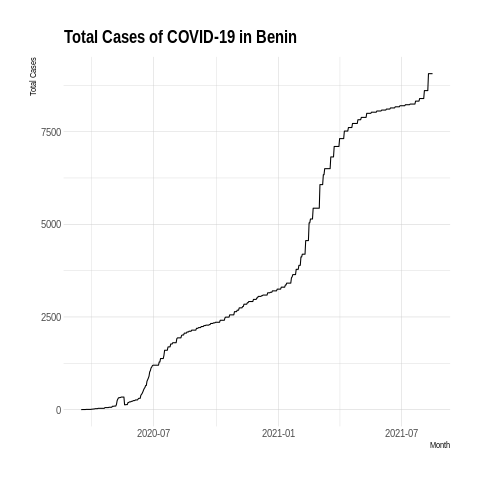 Total Cases of COVID-19 in Benin
Total Cases
7500
5000
2500
0
2020-07
2021-01
2021-07
Month